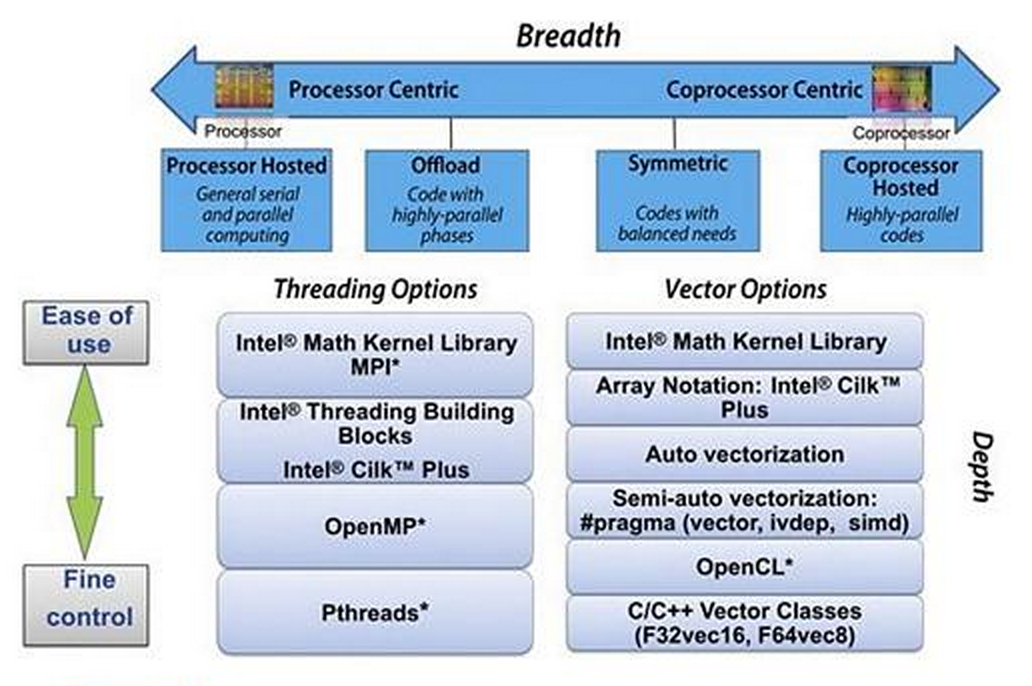 Breadth
Processor Centric
Coprocessor Centric
Processor
Coprocessor
Processor Hosted
General serial
and parallel
computing
Offload
Code with
highly-parallel
phases
Symmetric
Codes with
balanced needs
Coprocessor
Hosted
Highly-parallel
codes
Threading Options
Vector Options
Ease of
use
Fine
control
Intel® Math Kernel Library
MPI*
Intel® Threading Building
Blocks
Intel® Cilk™ Plus
OpenMP*
Pthreads*
Intel® Math Kernel Library
Array Notation: Intel® Cilk™
Plus
Auto vectorization
Semi-auto vectorization:
#pragma (vector, ivdep, simd)
OpenCL*
C/C++ Vector Classes
(F32vec16, F64vec8)
Depth